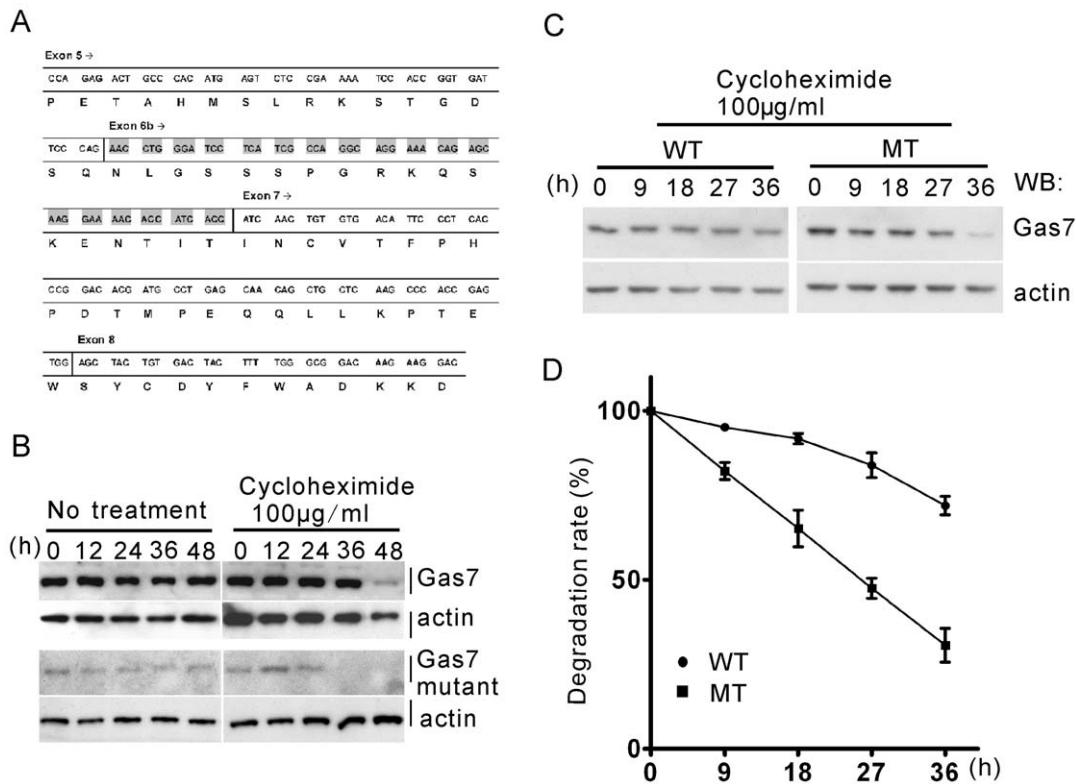 A
Exon 5 →
CCA GAG ACT GCC CAC ATG AGT CTC CGA AAA TCC ACC GGT GAT
P E T A H M S L R K S T G D
Exon 6b →
TCC CAG AAC CTG GGA TCC TCA TCG CCA GGC AGG AAA CAG AGC
S Q N L G S S S P G R K Q S
Exon 7 →
AAG GAA AAC ACC ATC ACC ATC AAC TGT GTG ACA TTC CCT CAC
K E N T I T I N C V T F P H
CCG GAC ACG ATG CCT GAG CAA CAG CTG CTC AAG CCC ACC GAG
P D T M P E Q Q L L K P T E
Exon 8
TGG AGC TAC TGT GAC TAC TTT TGG GCG GAC AAG AAG GAC
W S Y C D Y F W A D K K D
B
No treatment
Cycloheximide
100µg/ml
(h) 0 12 24 36 48 0 12 24 36 48
Gas7
actin
Gas7
mutant
actin
C
Cycloheximide
100µg/ml
WT MT
(h) 0 9 18 27 36 0 9 18 27 36 WB:
Gas7
actin
D
Degradation rate (%)
100
50
0
WT
MT
0 9 18 27 36 (h)